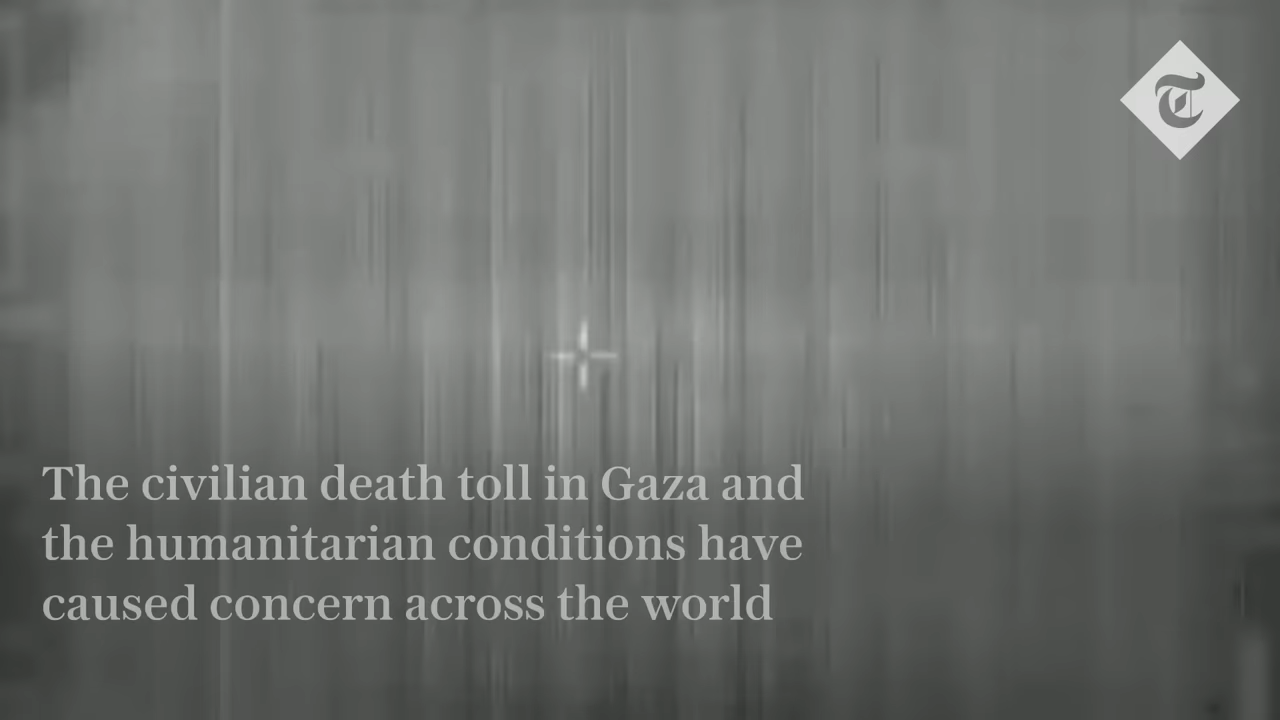 T
The civilian death toll in Gaza and
the humanitarian conditions have
caused concern across the world